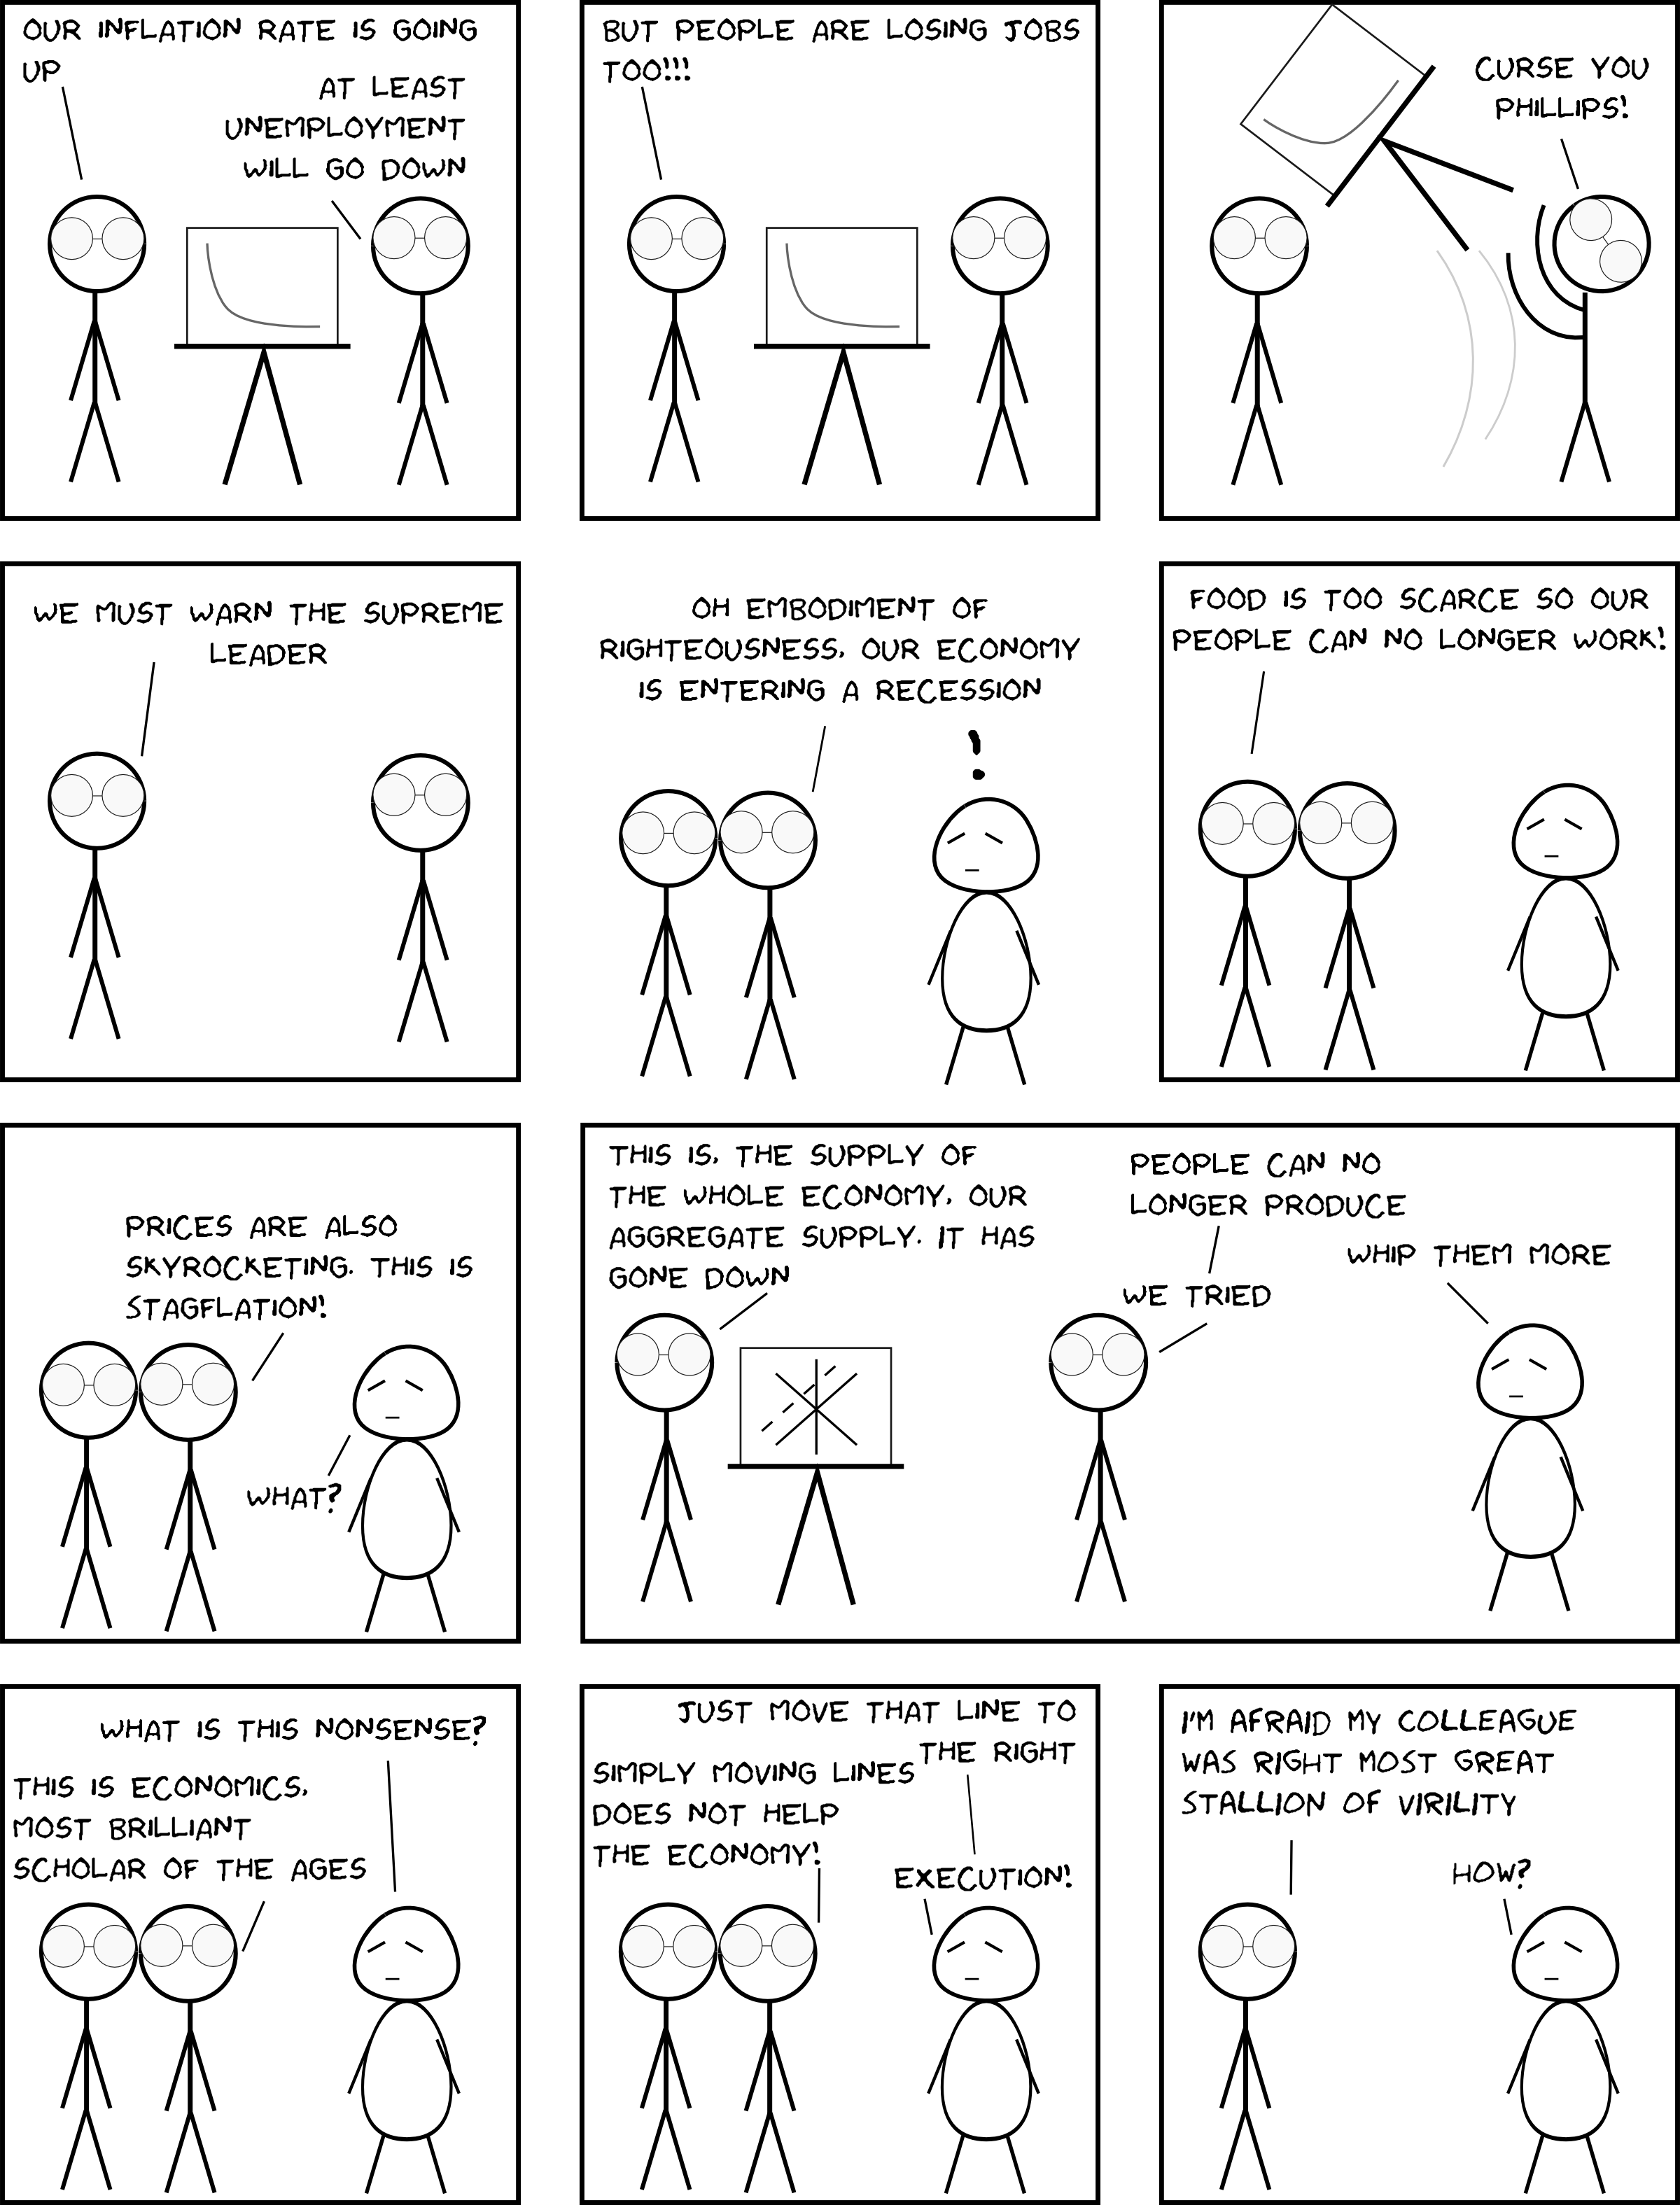 OUR INFLATION RATE IS GOING
UP
AT LEAST
UNEMPLOYMENT
WILL GO DOWN
BUT PEOPLE ARE LOSING JOBS
TOO!!!
CURSE YOU
PHILLIPS!
WE MUST WARN THE SUPREME
LEADER
OH EMBODIMENT OF
RIGHTEOUSNESS, OUR ECONOMY
IS ENTERING A RECESSION
!
FOOD IS TOO SCARCE SO OUR
PEOPLE CAN NO LONGER WORK!
PRICES ARE ALSO
SKYROCKETING. THIS IS
STAGFLATION!
WHAT?
THIS IS, THE SUPPLY OF
THE WHOLE ECONOMY, OUR
AGGREGATE SUPPLY. IT HAS
GONE DOWN
PEOPLE CAN NO
LONGER PRODUCE
WHIP THEM MORE
WE TRIED
WHAT IS THIS NONSENSE?
THIS IS ECONOMICS,
MOST BRILLIANT
SCHOLAR OF THE AGES
JUST MOVE THAT LINE TO
THE RIGHT
SIMPLY MOVING LINES
DOES NOT HELP
THE ECONOMY!
EXECUTION!
I'M AFRAID MY COLLEAGUE
WAS RIGHT MOST GREAT
STALLION OF VIRILITY
HOW?